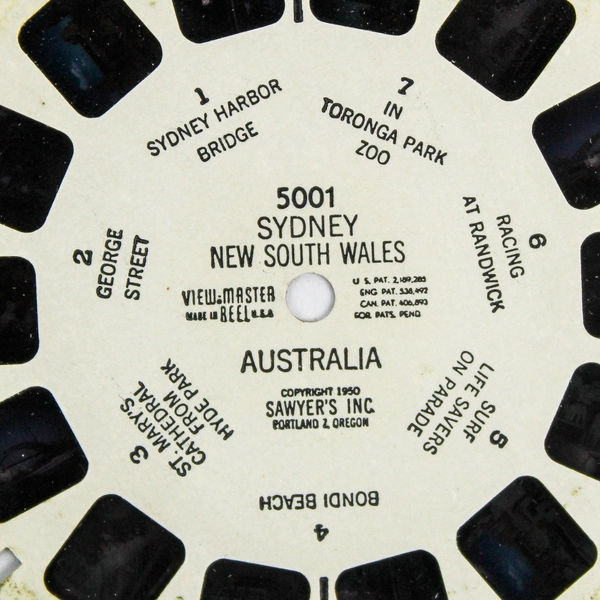 5001
SYDNEY
NEW SOUTH WALES
VIEW-MASTER
MADE IN REEL U.S.A
U S. PAT. 2,189,285
ENG PAT. 538,492
CAN. PAT. 406,893
FOR. PATS. PEND
AUSTRALIA
COPYRIGHT 1950
SAWYER'S INC.
PORTLAND 7, OREGON
1
SYDNEY HARBOR
BRIDGE
2
GEORGE
STREET
3
ST. MARY'S
CATHEDRAL
FROM
HYDE PARK
4
BONDI BEACH
5
SURF
LIFE SAVERS
ON PARADE
6
RACING
AT RANDWICK
7
IN
TORONGA PARK
ZOO